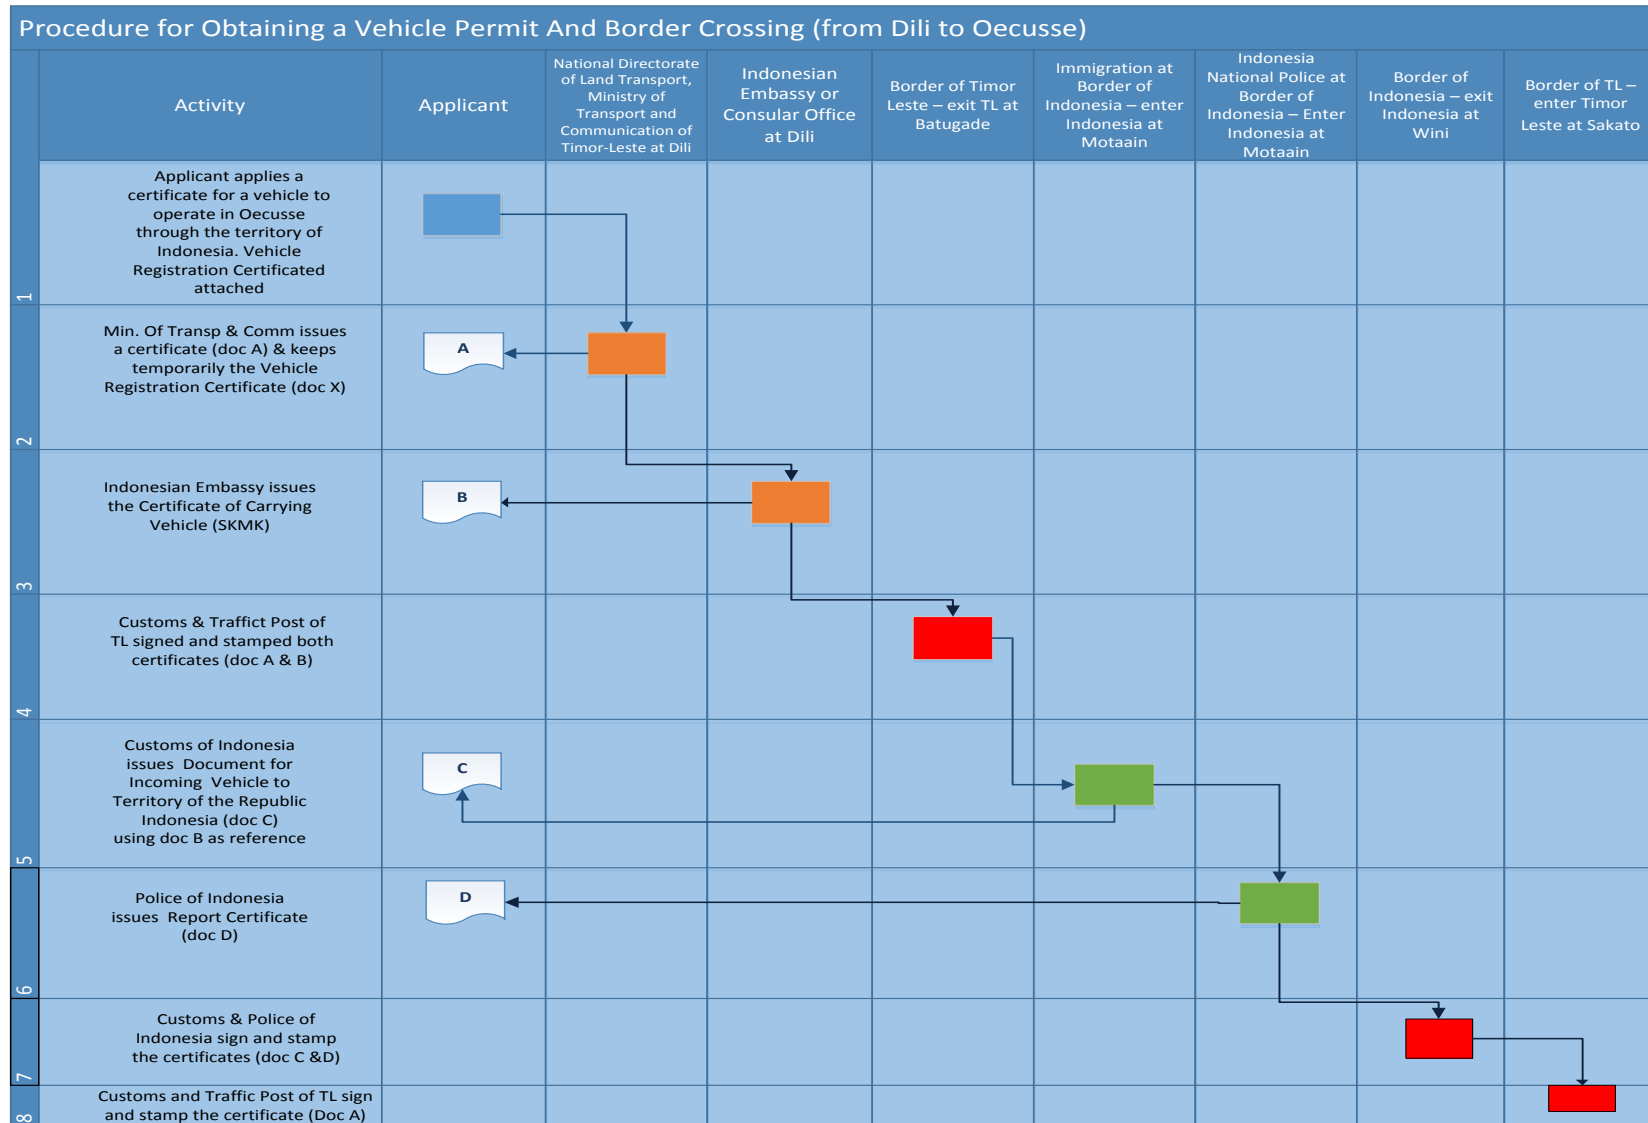 Procedure for Obtaining a Vehicle Permit And Border Crossing (from Dili to Oecusse)
Activity
Applicant
National Directorate
of Land Transport,
Ministry of
Transport and
Communication of
Timor-Leste at Dili
Indonesian
Embassy or
Consular Office
at Dili
Border of Timor
Leste – exit TL at
Batugade
Immigration at
Border of
Indonesia – enter
Indonesia at
Motaain
Indonesia
National Police at
Border of
Indonesia – Enter
Indonesia at
Motaain
Border of
Indonesia – exit
Indonesia at
Wini
Border of TL –
enter Timor
Leste at Sakato
1
Applicant applies a
certificate for a vehicle to
operate in Oecusse
through the territory of
Indonesia. Vehicle
Registration Certificated
attached
2
Min. Of Transp & Comm issues
a certificate (doc A) & keeps
temporarily the Vehicle
Registration Certificate (doc X)
A
3
Indonesian Embassy issues
the Certificate of Carrying
Vehicle (SKMK)
B
4
Customs & Traffict Post of
TL signed and stamped both
certificates (doc A & B)
5
Customs of Indonesia
issues Document for
Incoming Vehicle to
Territory of the Republic
Indonesia (doc C)
using doc B as reference
C
6
Police of Indonesia
issues Report Certificate
(doc D)
D
7
Customs & Police of
Indonesia sign and stamp
the certificates (doc C &D)
8
Customs and Traffic Post of TL sign
and stamp the certificate (Doc A)